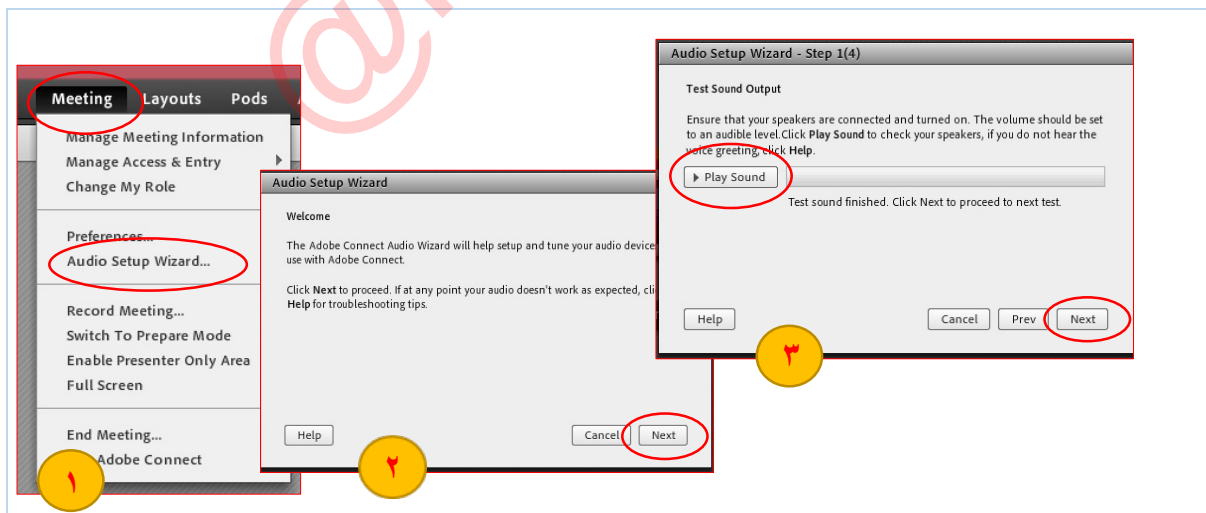 @
Meeting Layouts Pods
Manage Meeting Information
Manage Access & Entry
Change My Role
Preferences...
Audio Setup Wizard...
Record Meeting...
Switch To Prepare Mode
Enable Presenter Only Area
Full Screen
End Meeting...
Adobe Connect
۱
Audio Setup Wizard
Welcome
The Adobe Connect Audio Wizard will help setup and tune your audio device
use with Adobe Connect.
Click Next to proceed. If at any point your audio doesn't work as expected, cli
Help for troubleshooting tips.
Help Cancel Next
۲
Audio Setup Wizard - Step 1(4)
Test Sound Output
Ensure that your speakers are connected and turned on. The volume should be set
to an audible level.Click Play Sound to check your speakers, if you do not hear the
voice greeting, click Help.
Play Sound
Test sound finished. Click Next to proceed to next test.
Help Cancel Prev Next
۳